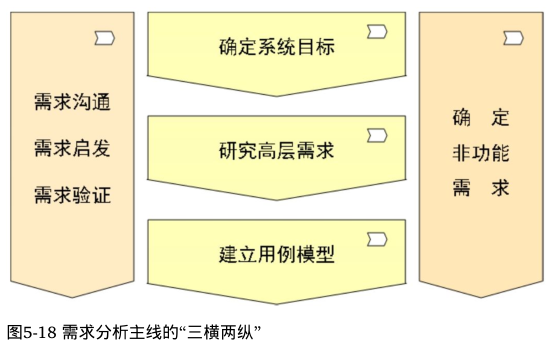 需求沟通
需求启发
需求验证
确定系统目标
研究高层需求
建立用例模型
确 定
非功能
需 求
图5-18 需求分析主线的“三横两纵”